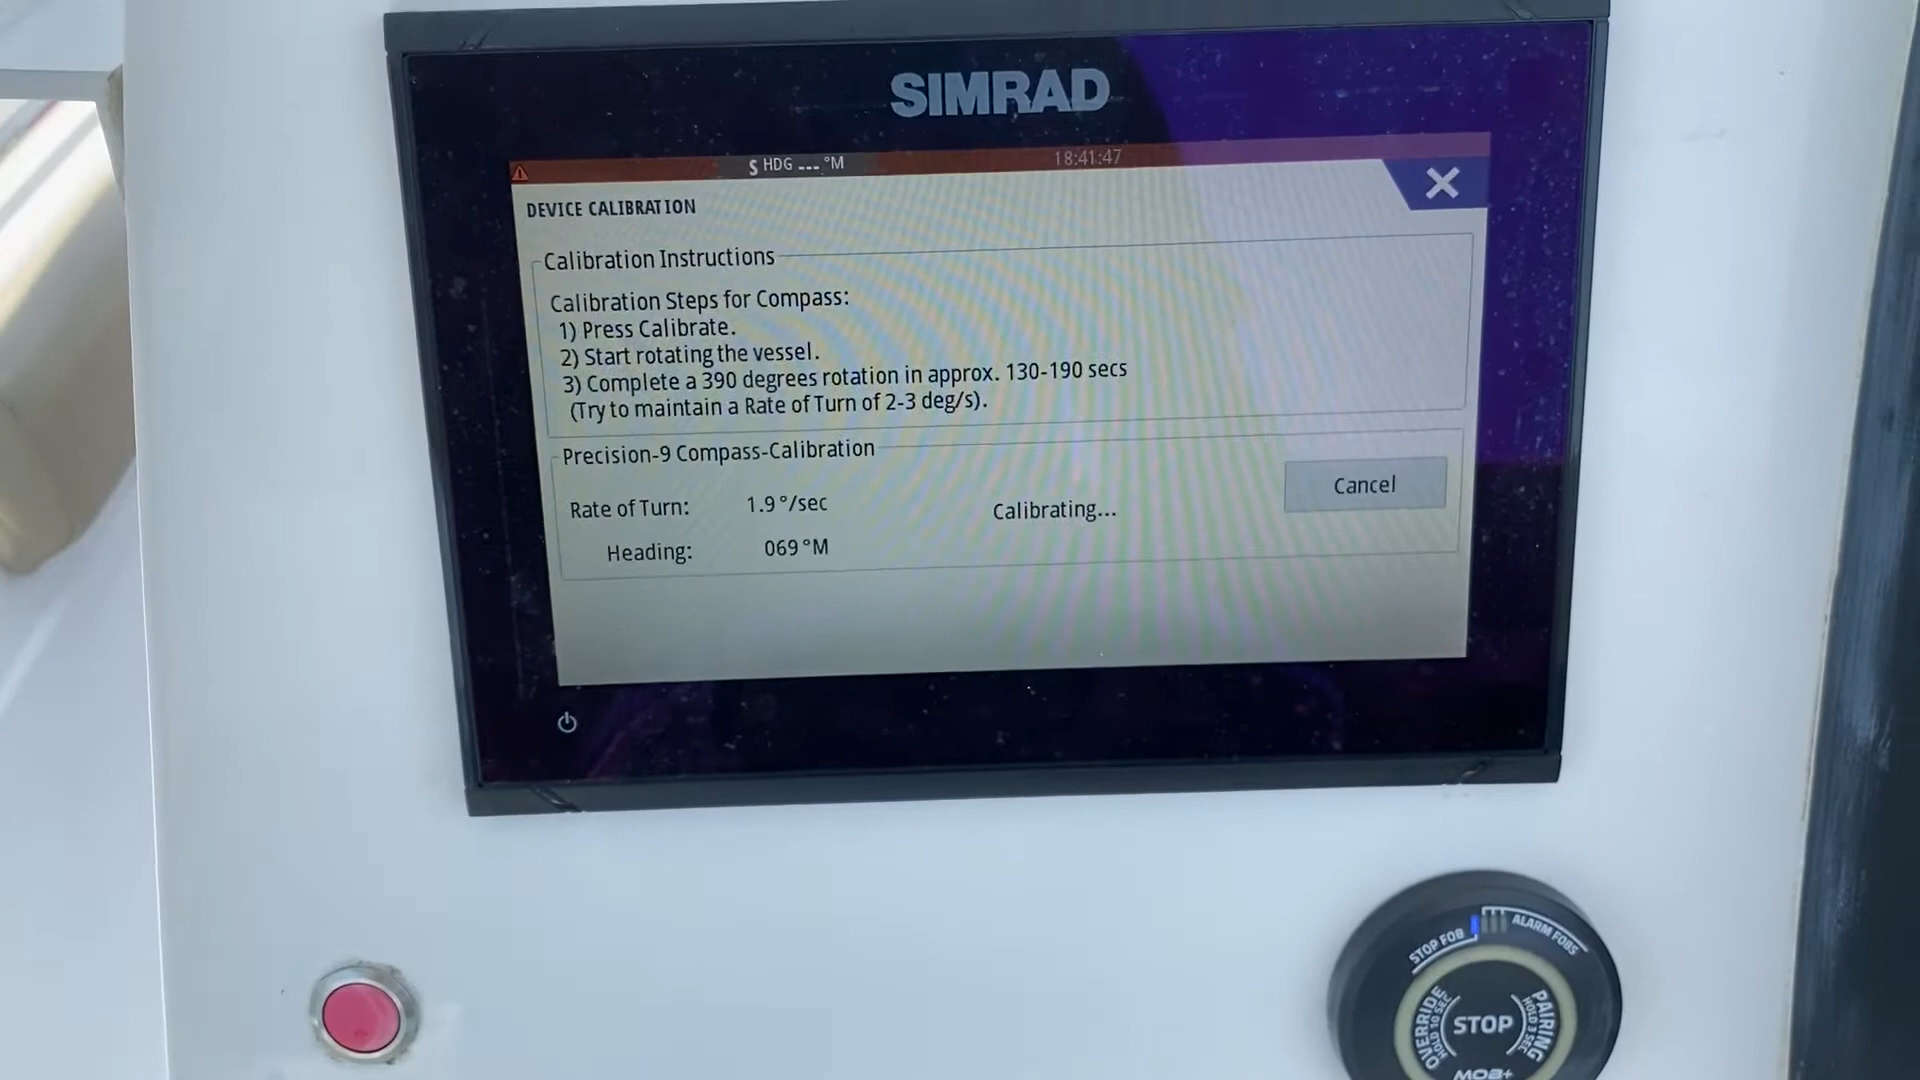 SIMRAD
S HDG ---°M
18:41:47
DEVICE CALIBRATION
Calibration Instructions
Calibration Steps for Compass:
1) Press Calibrate.
2) Start rotating the vessel.
3) Complete a 390 degrees rotation in approx. 130-190 secs
(Try to maintain a Rate of Turn of 2-3 deg/s).
Precision-9 Compass-Calibration
Rate of Turn: 1.9 °/sec
Calibrating...
Cancel
Heading: 069 °M
STOP FOB
ALARM FOBS
OVERRIDE
HOLD 10 SEC
STOP
PAIRING
HOLD 3 SEC
MOB+